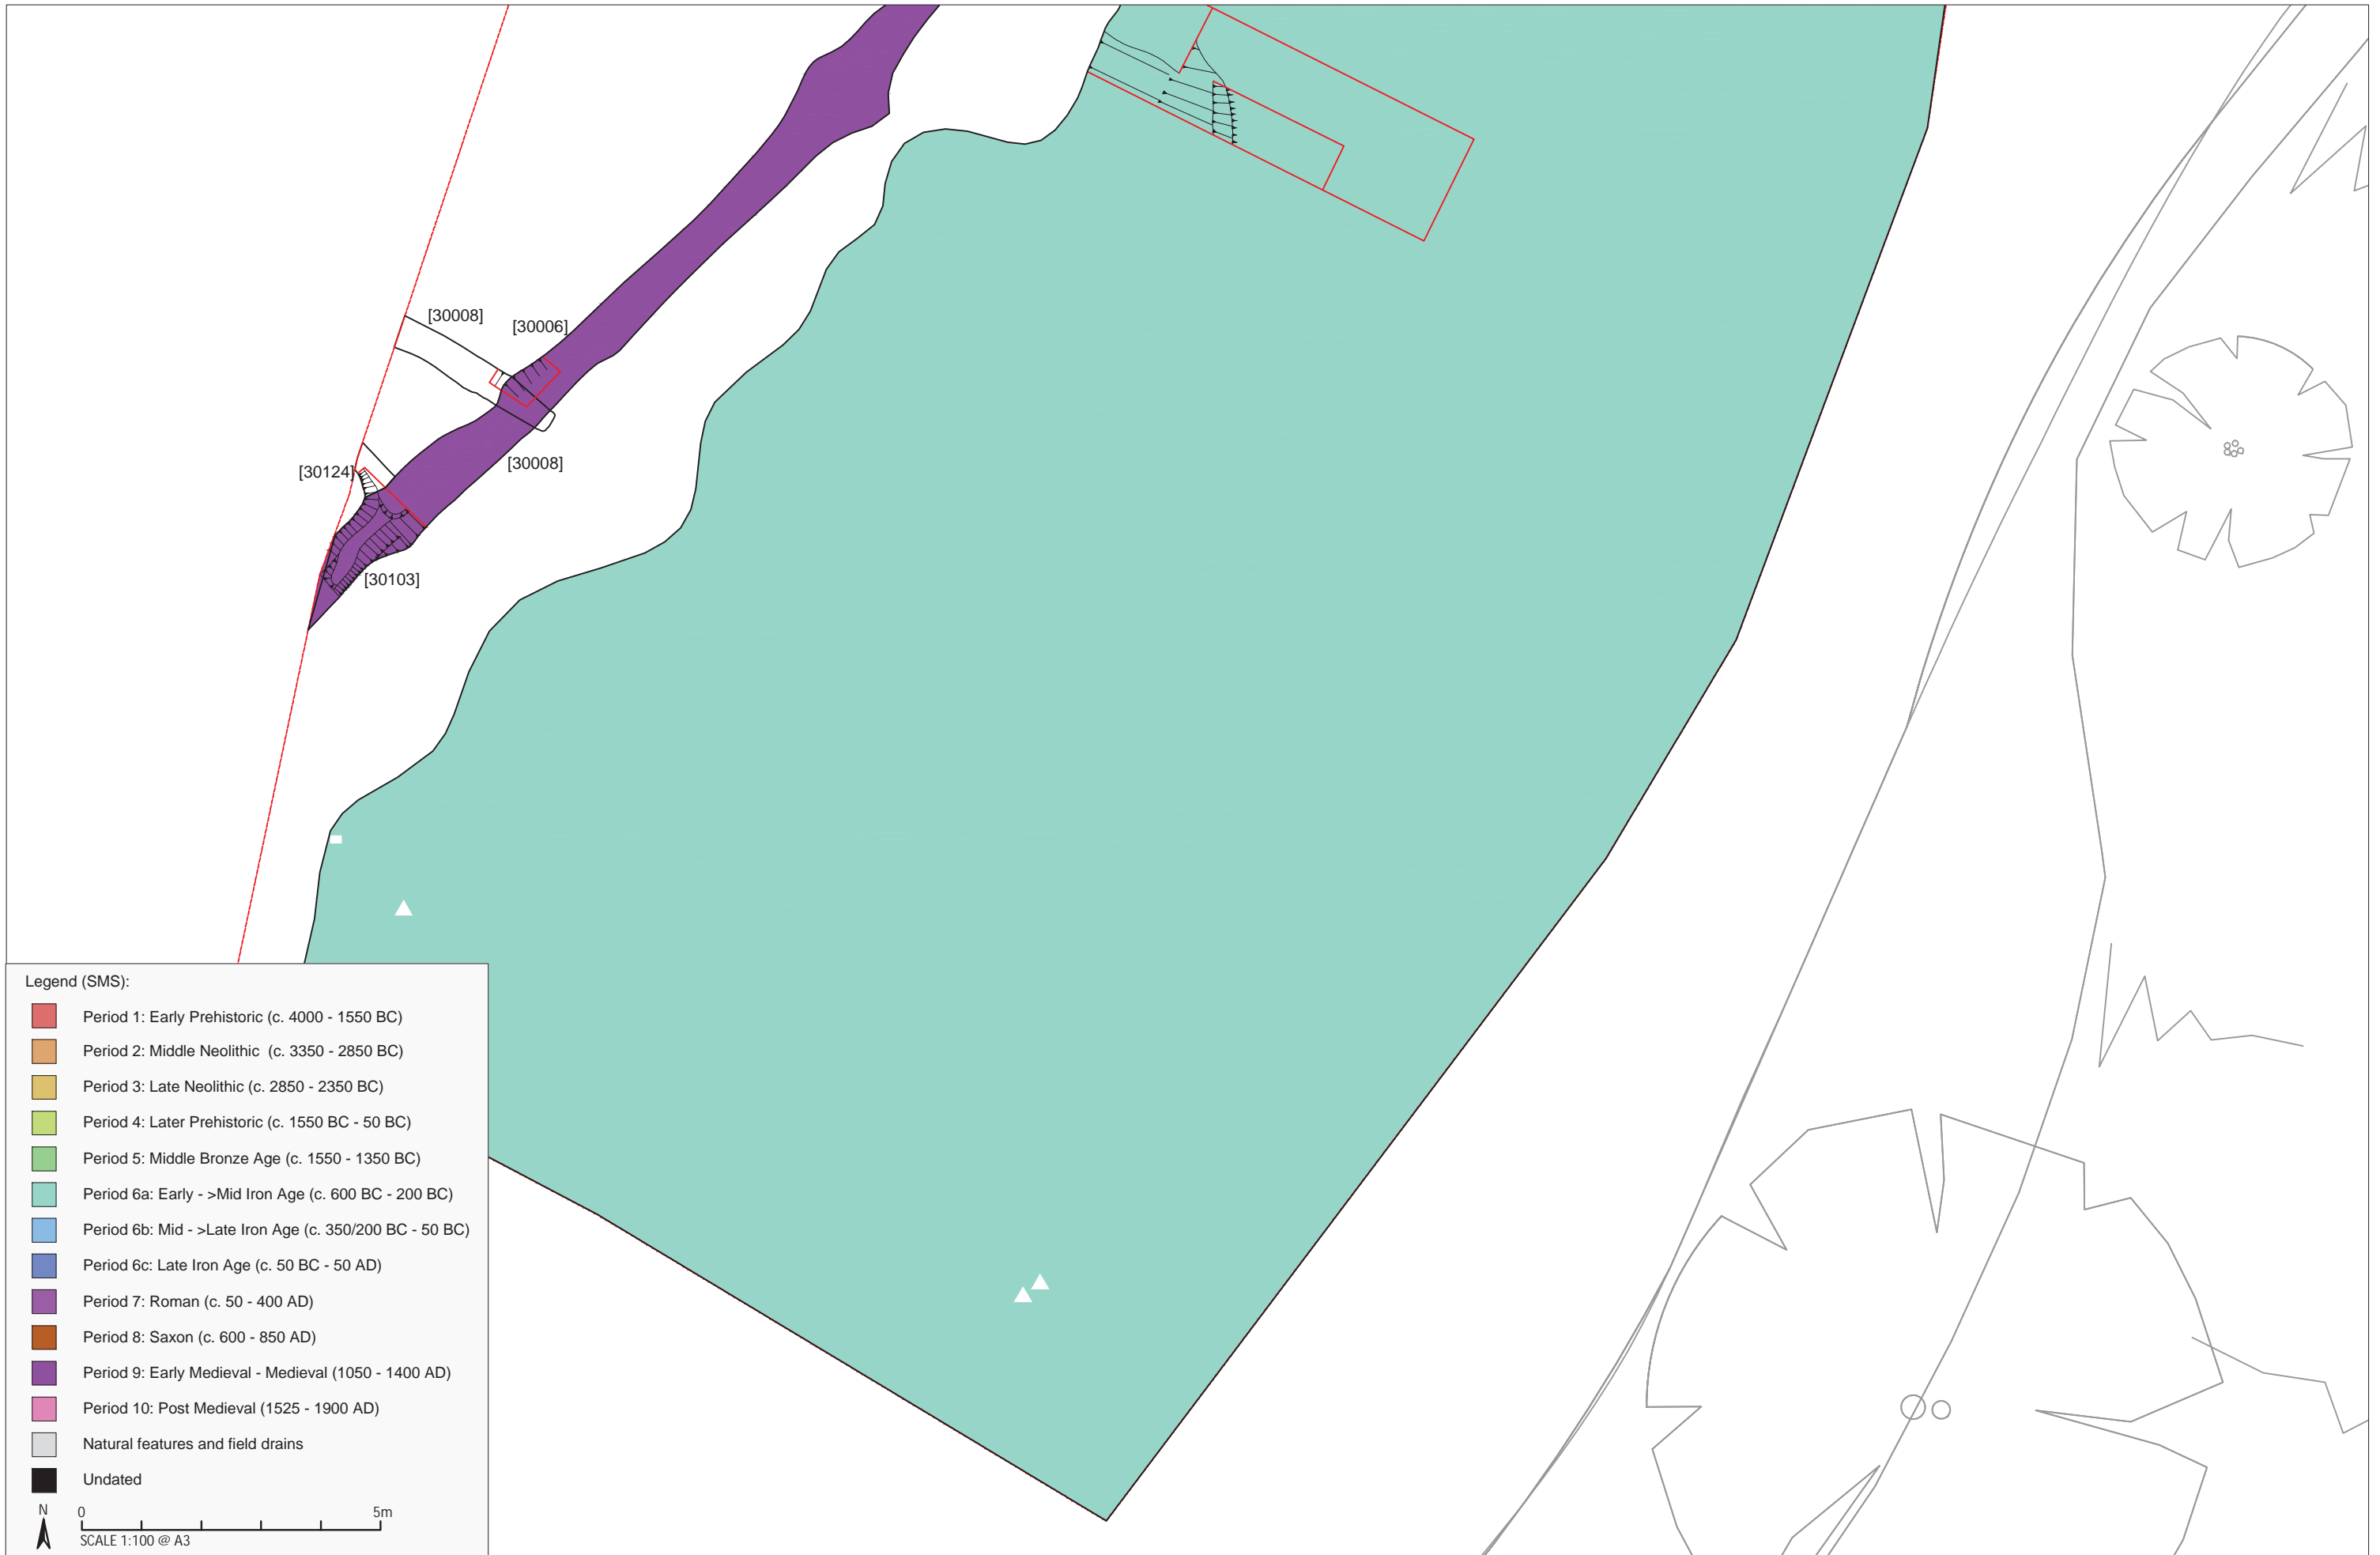 [30008]
[30006]
[30008]
[30124]
[30103]
Legend (SMS):
Period 1: Early Prehistoric (c. 4000 - 1550 BC)
Period 2: Middle Neolithic  (c. 3350 - 2850 BC)
Period 3: Late Neolithic (c. 2850 - 2350 BC)
Period 4: Later Prehistoric (c. 1550 BC - 50 BC)
Period 5: Middle Bronze Age (c. 1550 - 1350 BC)
Period 6a: Early - >Mid Iron Age (c. 600 BC - 200 BC)
Period 6b: Mid - >Late Iron Age (c. 350/200 BC - 50 BC)
Period 6c: Late Iron Age (c. 50 BC - 50 AD)
Period 7: Roman (c. 50 - 400 AD)
Period 8: Saxon (c. 600 - 850 AD)
Period 9: Early Medieval - Medieval (1050 - 1400 AD)
Period 10: Post Medieval (1525 - 1900 AD)
Natural features and field drains
Undated
N 0 5m
SCALE 1:100 @ A3